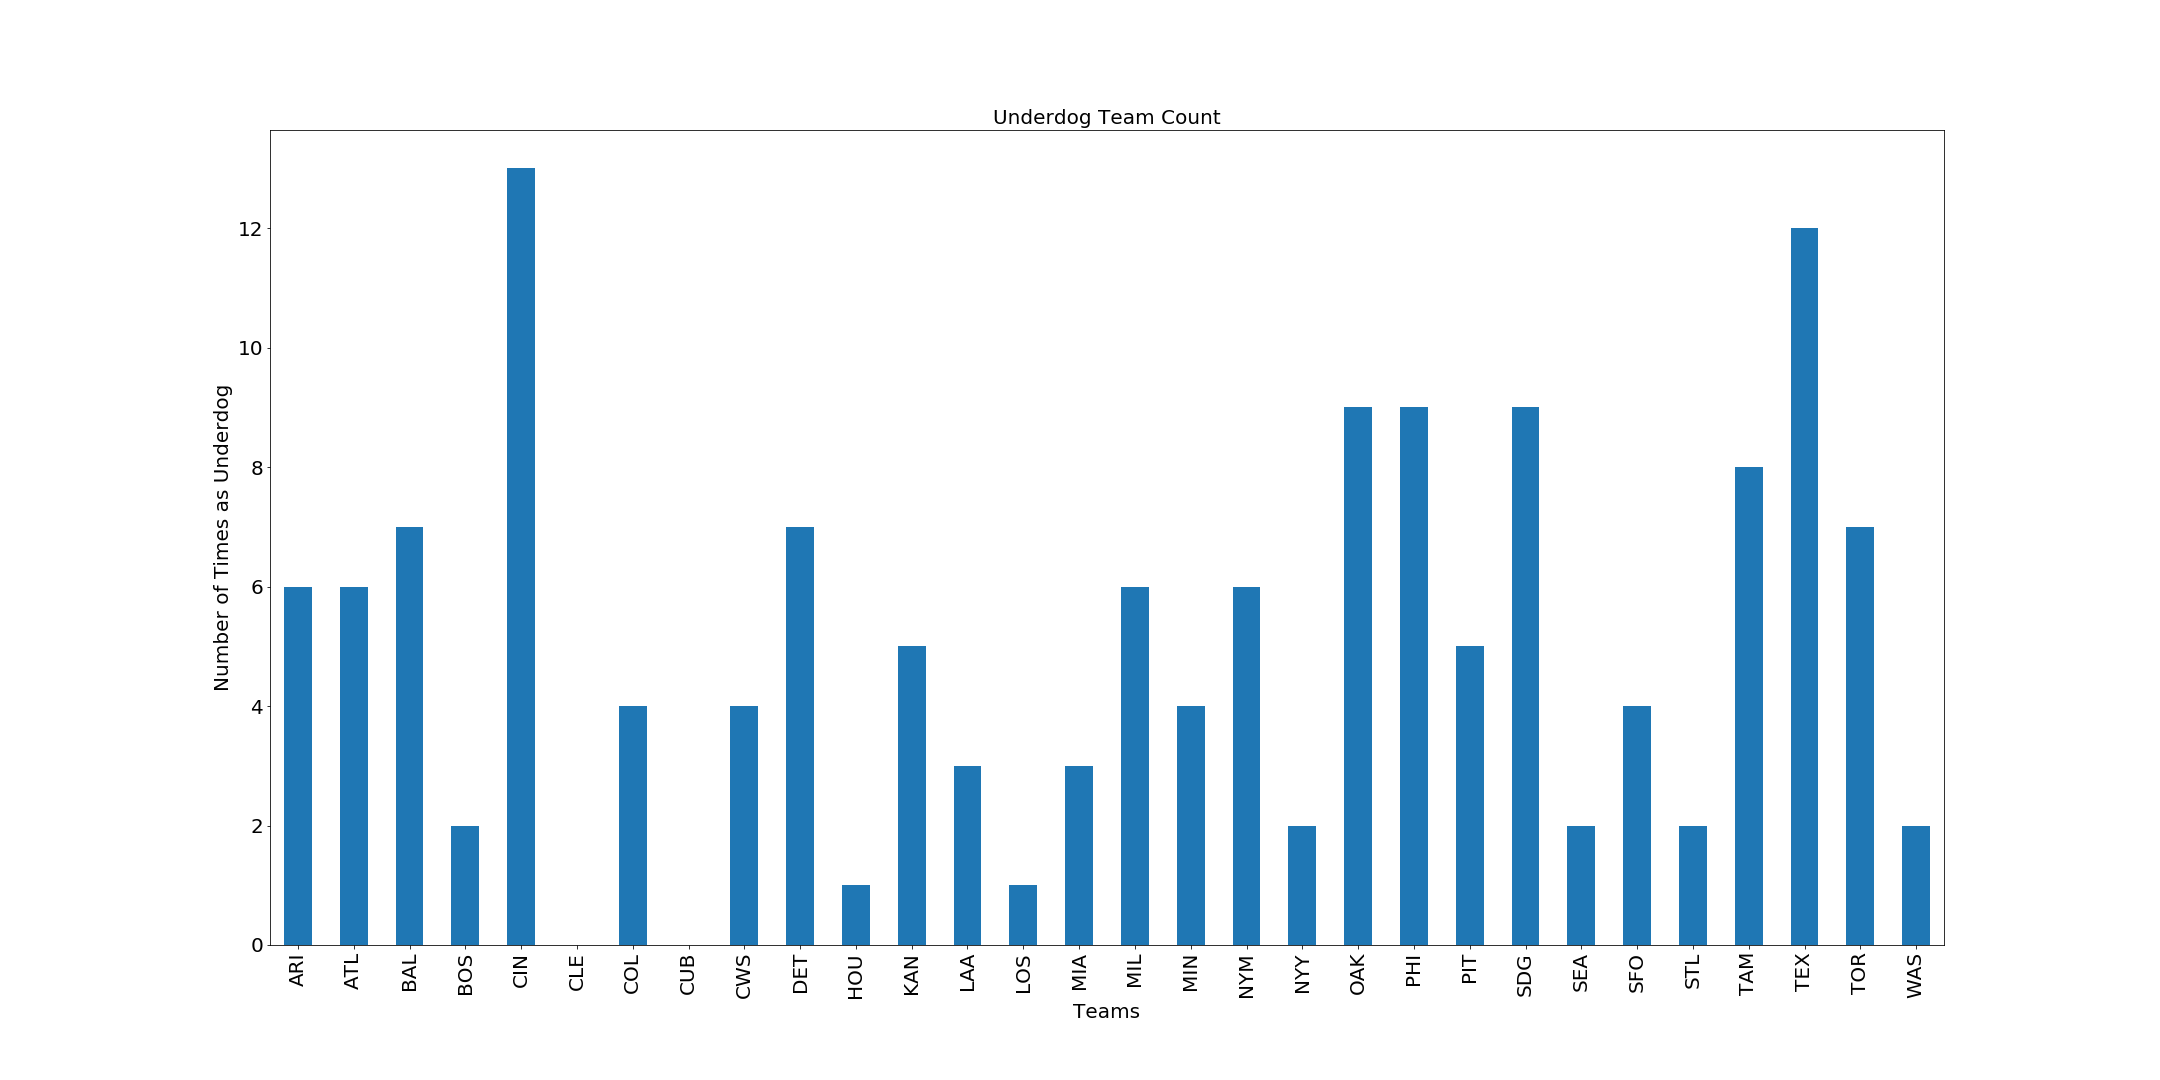 Underdog Team Count
Number of Times as Underdog
12
10
8
6
4
2
0
ARI ATL BAL BOS CIN CLE COL CUB CWS DET HOU KAN LAA LOS MIA MIL MIN NYM NYY OAK PHI PIT SDG SEA SFO STL TAM TEX TOR WAS
Teams